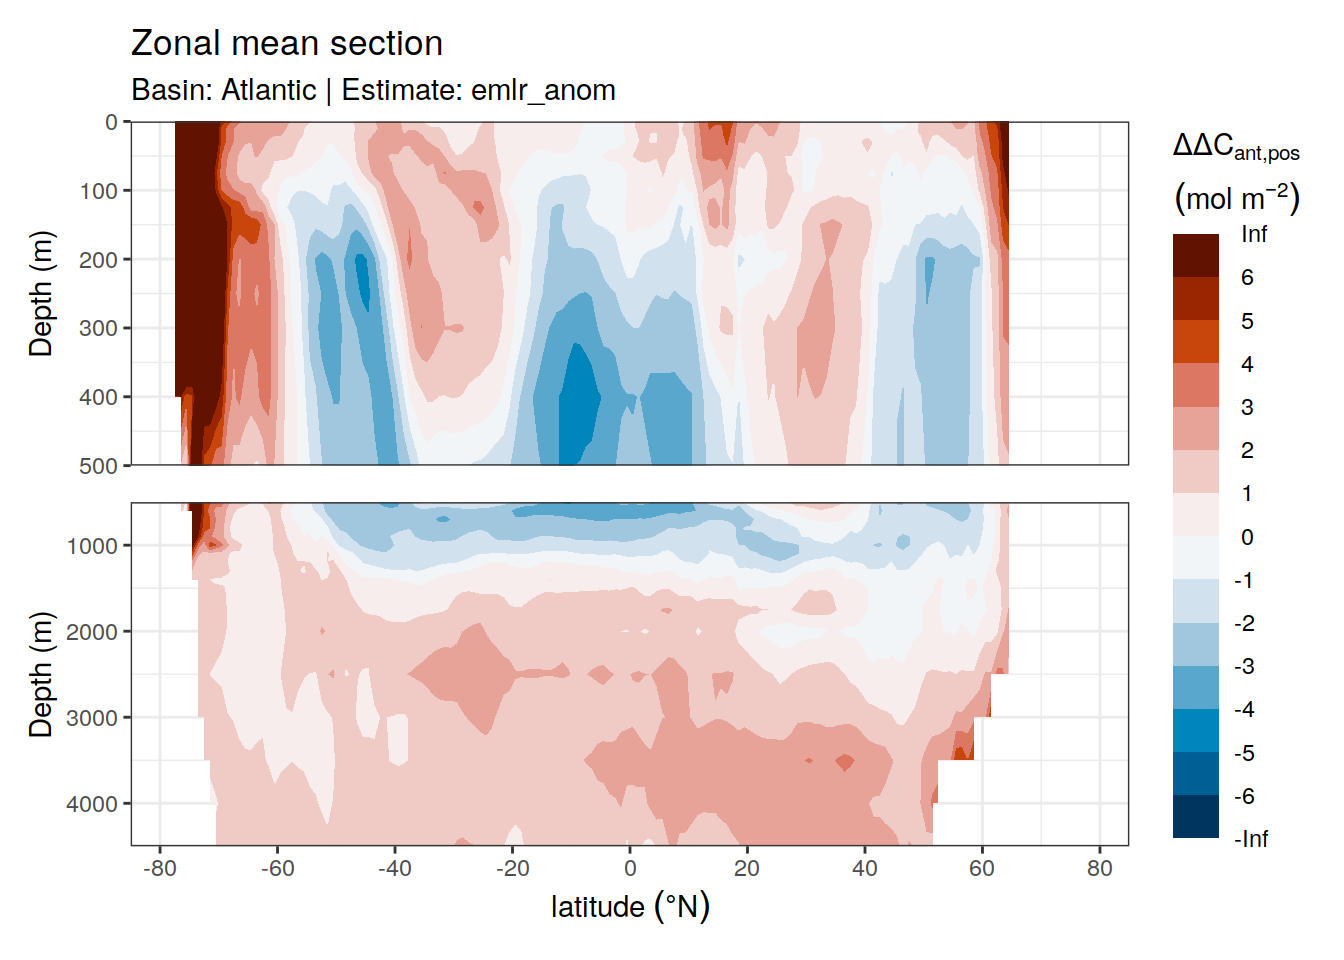 Zonal mean section
Basin: Atlantic | Estimate: emlr_anom
0
100
200
300
400
500
Depth (m)
1000
2000
3000
4000
Depth (m)
-80 -60 -40 -20 0 20 40 60 80
latitude (°N)
ΔΔC_ant,pos
(mol m⁻²)
Inf
6
5
4
3
2
1
0
-1
-2
-3
-4
-5
-6
-Inf